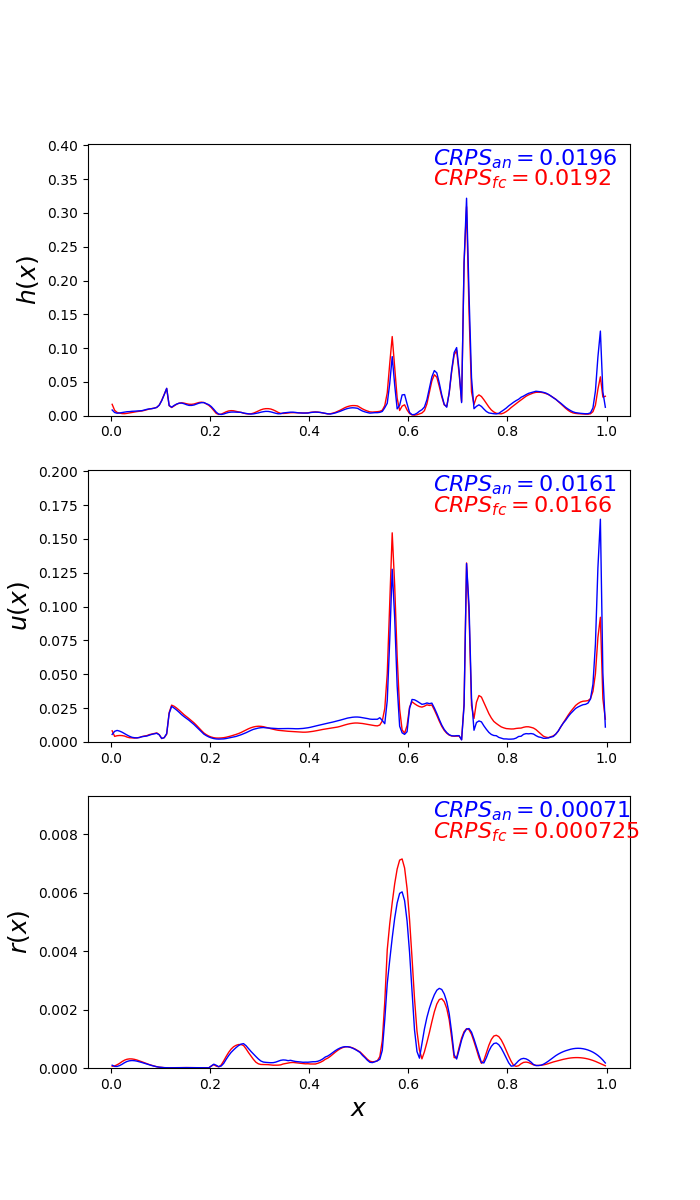 0.40
CRPS_an = 0.0196
CRPS_fc = 0.0192
0.35
0.30
h(x)
0.25
0.20
0.15
0.10
0.05
0.00
0.0 0.2 0.4 0.6 0.8 1.0
0.200
CRPS_an = 0.0161
CRPS_fc = 0.0166
0.175
0.150
0.125
u(x)
0.100
0.075
0.050
0.025
0.000
0.0 0.2 0.4 0.6 0.8 1.0
CRPS_an = 0.00071
CRPS_fc = 0.000725
0.008
0.006
r(x)
0.004
0.002
0.000
0.0 0.2 0.4 0.6 0.8 1.0
x